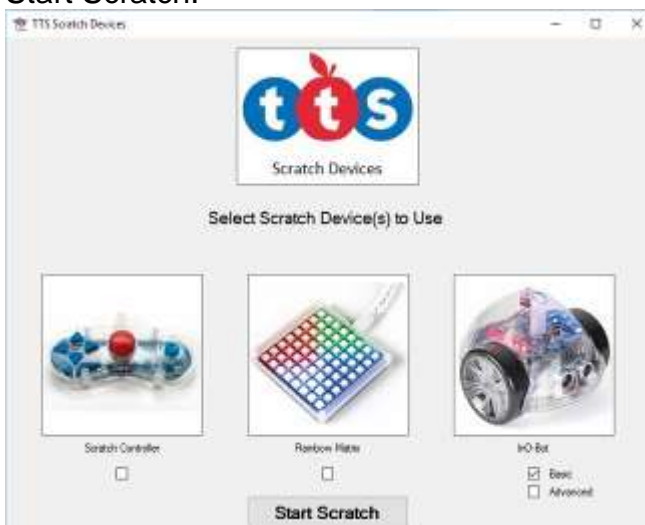 Start Scratch.
TTS Scratch Devices
tts
Scratch Devices
Select Scratch Device(s) to Use
Scratch Controller
Rainbow Matrix
InO-Bot
Basic
Advanced
Start Scratch